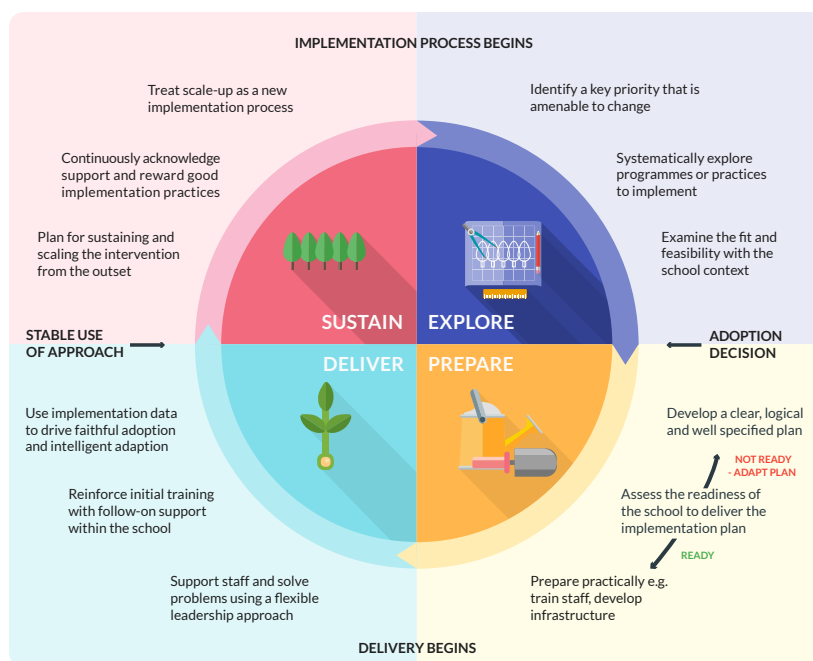 IMPLEMENTATION PROCESS BEGINS
Identify a key priority that is
amenable to change
Systematically explore
programmes or practices
to implement
Examine the fit and
feasibility with the
school context
EXPLORE
ADOPTION
DECISION
PREPARE
Develop a clear, logical
and well specified plan
NOT READY
- ADAPT PLAN
Assess the readiness of
the school to deliver the
implementation plan
READY
Prepare practically e.g.
train staff, develop
infrastructure
DELIVERY BEGINS
DELIVER
Support staff and solve
problems using a flexible
leadership approach
Reinforce initial training
with follow-on support
within the school
Use implementation data
to drive faithful adoption
and intelligent adaption
STABLE USE
OF APPROACH
SUSTAIN
Plan for sustaining and
scaling the intervention
from the outset
Continuously acknowledge
support and reward good
implementation practices
Treat scale-up as a new
implementation process